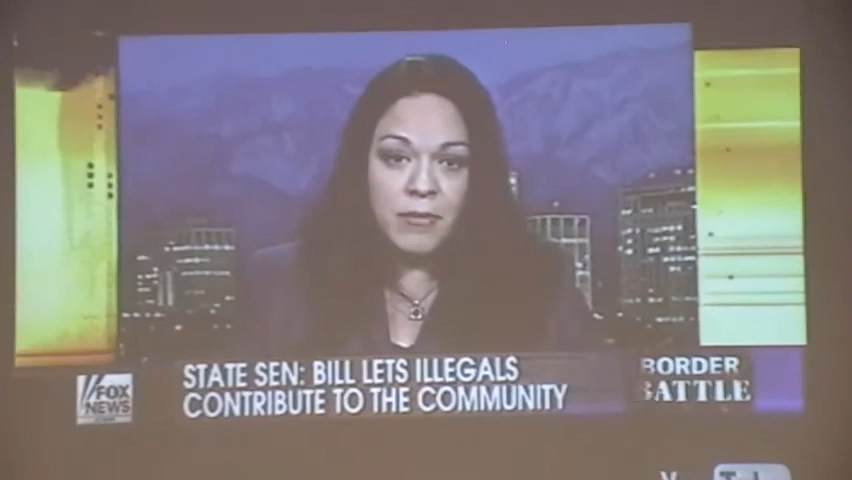 STATE SEN: BILL LETS ILLEGALS
CONTRIBUTE TO THE COMMUNITY
BORDER
BATTLE
FOX
NEWS